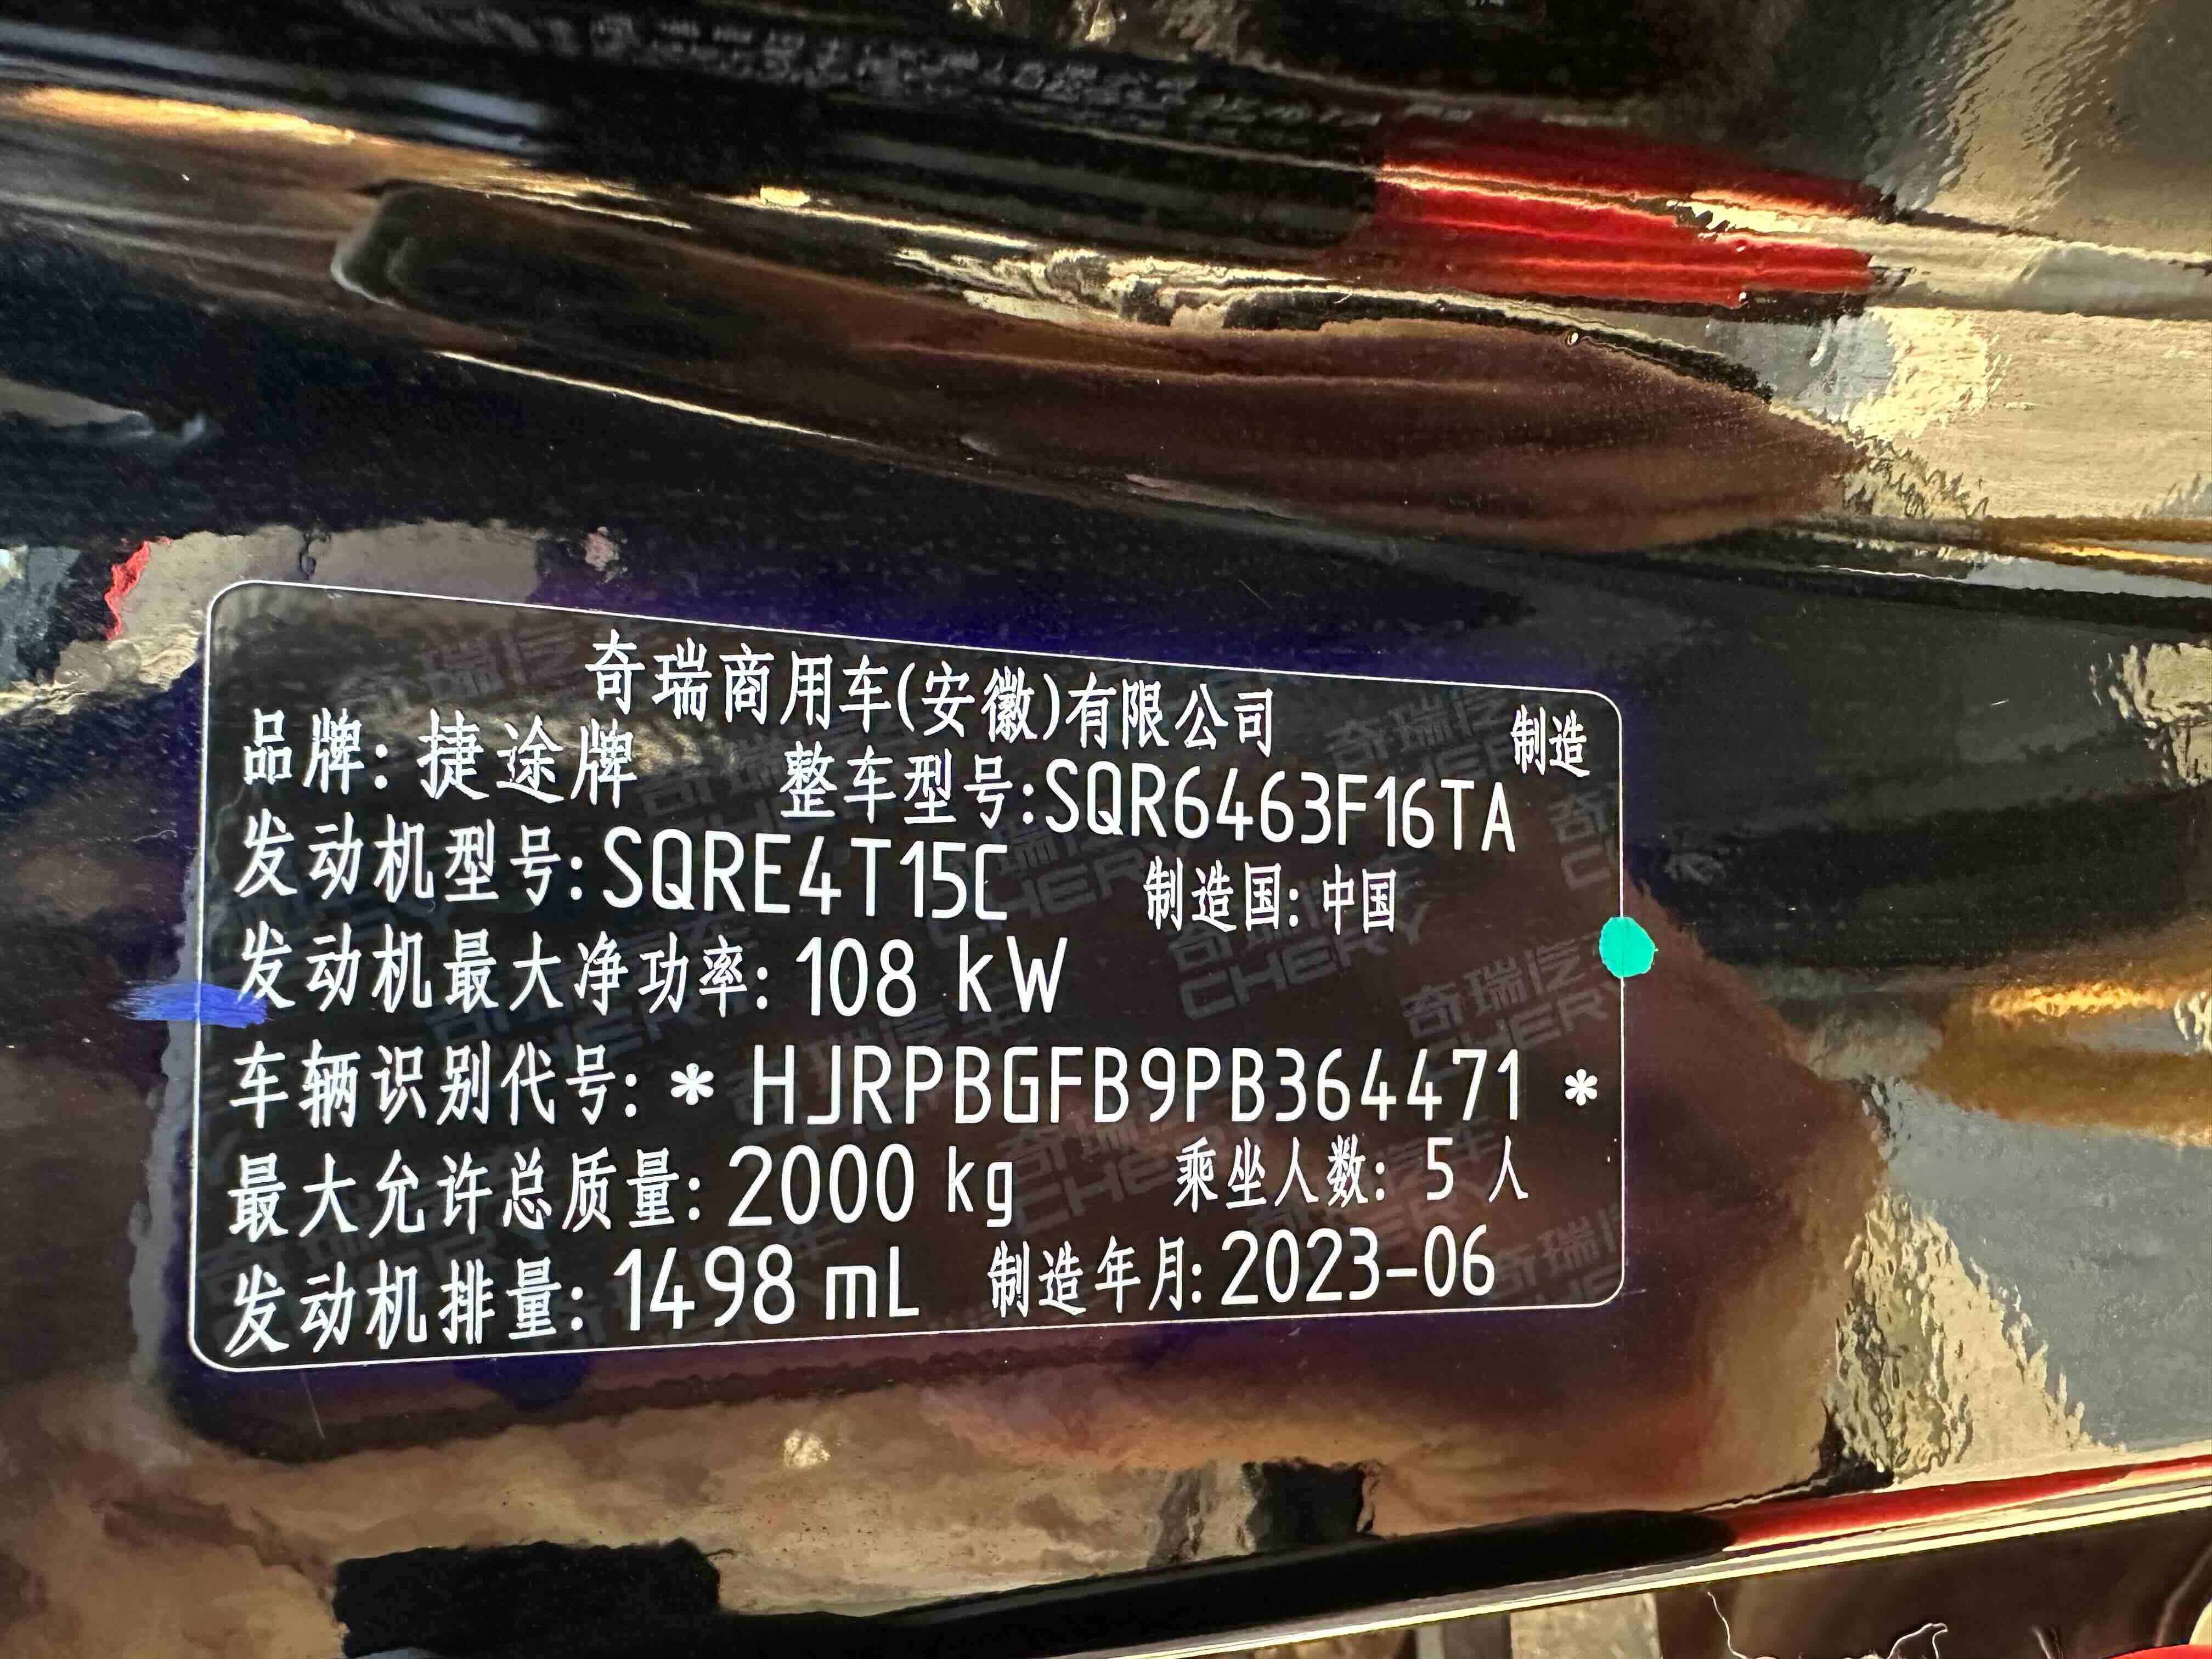 奇瑞商用车(安徽)有限公司 制造
品牌: 捷途牌 整车型号:SQR6463F16TA
发动机型号:SQRE4T15C 制造国: 中国
发动机最大净功率: 108 kW
车辆识别代号: * HJRPBGFB9PB364471 *
最大允许总质量: 2000 kg 乘坐人数: 5 人
发动机排量: 1498 mL 制造年月: 2023-06